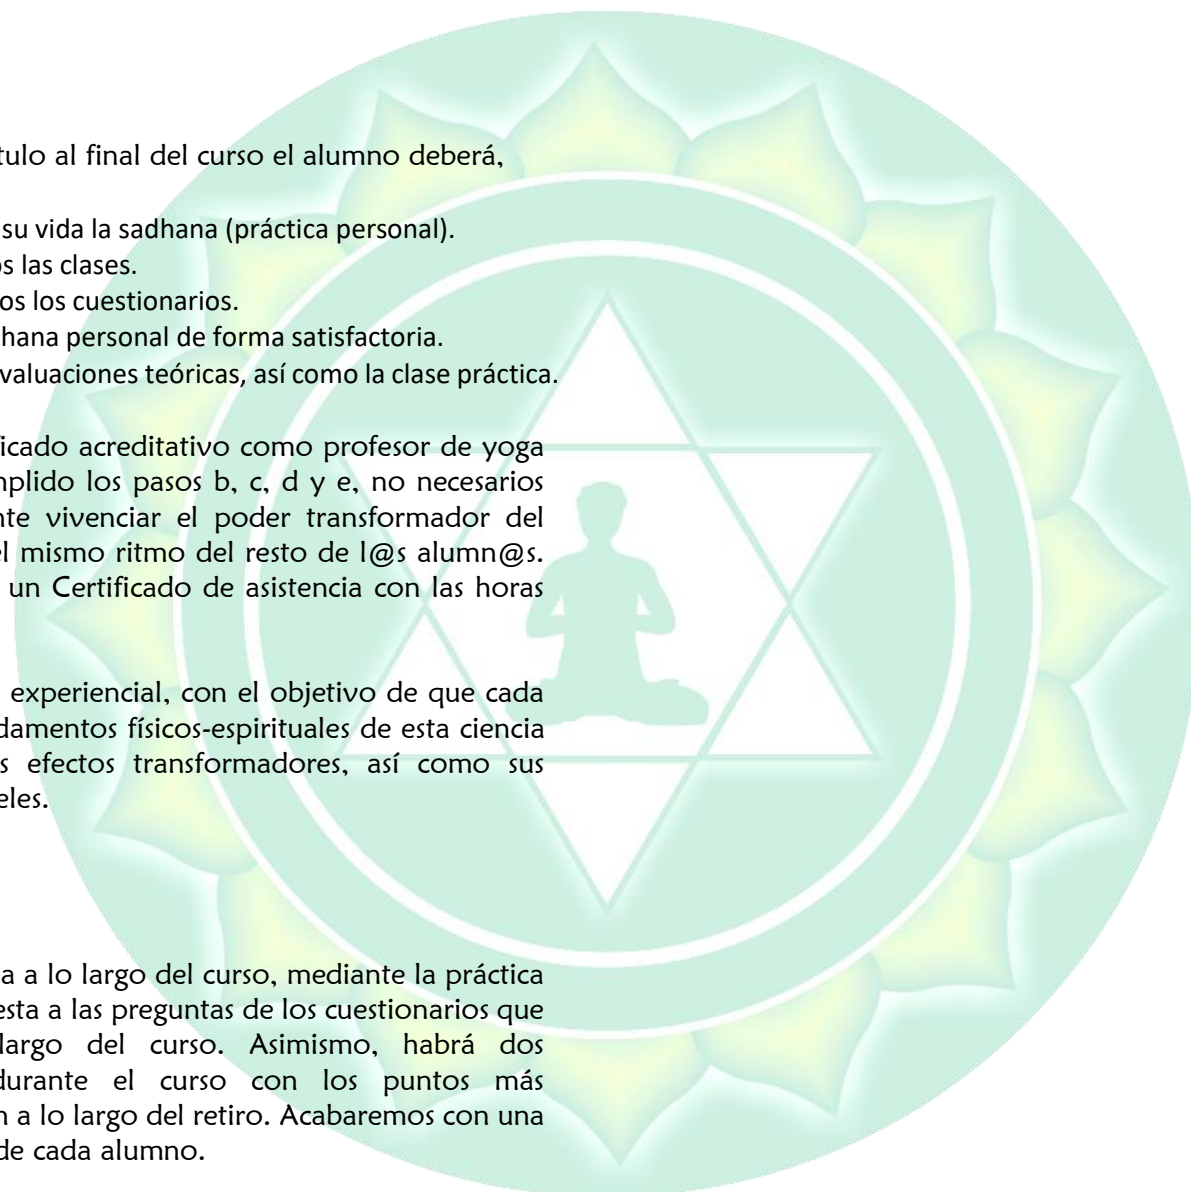 tulo al final del curso el alumno deberá,
su vida la sadhana (práctica personal).
os las clases.
os los cuestionarios.
hana personal de forma satisfactoria.
valuaciones teóricas, así como la clase práctica.
ficado acreditativo como profesor de yoga
mplido los pasos b, c, d y e, no necesarios
nte vivenciar el poder transformador del
el mismo ritmo del resto de l@s alumn@s.
un Certificado de asistencia con las horas
experiencial, con el objetivo de que cada
damentos físicos-espirituales de esta ciencia
s efectos transformadores, así como sus
eles.
a a lo largo del curso, mediante la práctica
esta a las preguntas de los cuestionarios que
largo del curso. Asimismo, habrá dos
durante el curso con los puntos más
n a lo largo del retiro. Acabaremos con una
de cada alumno.